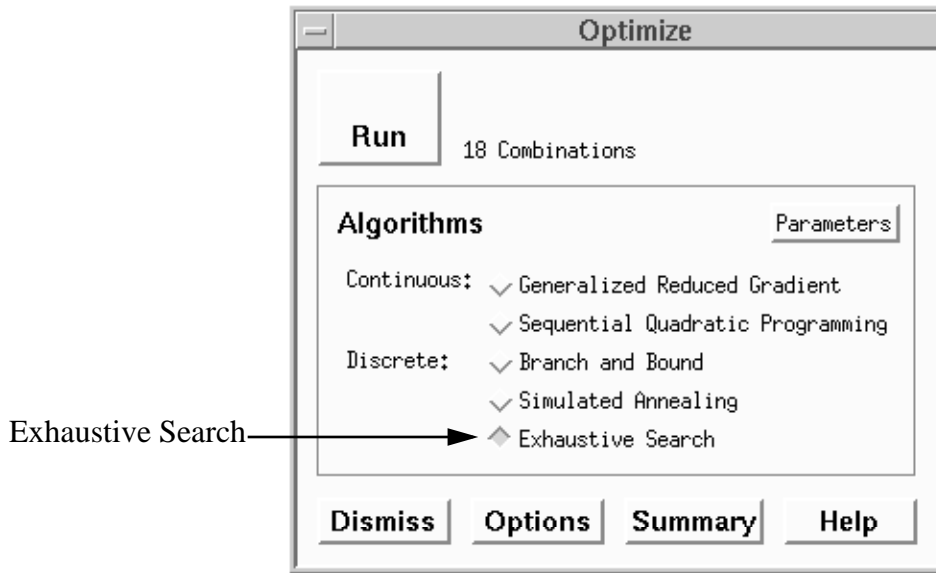 Optimize
Run
18 Combinations
Algorithms
Parameters
Continuous: Generalized Reduced Gradient
Sequential Quadratic Programming
Discrete: Branch and Bound
Simulated Annealing
Exhaustive Search Exhaustive Search
Dismiss Options Summary Help